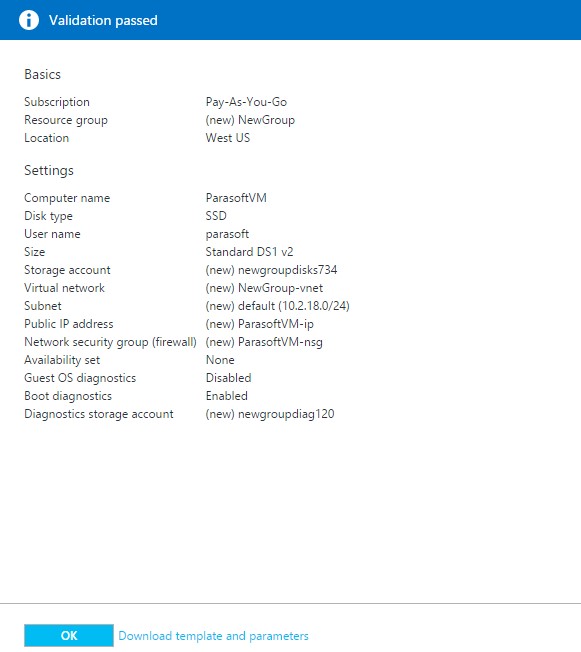 Validation passed
Basics
Subscription Pay-As-You-Go
Resource group (new) NewGroup
Location West US
Settings
Computer name ParasoftVM
Disk type SSD
User name parasoft
Size Standard DS1 v2
Storage account (new) newgroupdisks734
Virtual network (new) NewGroup-vnet
Subnet (new) default (10.2.18.0/24)
Public IP address (new) ParasoftVM-ip
Network security group (firewall) (new) ParasoftVM-nsg
Availability set None
Guest OS diagnostics Disabled
Boot diagnostics Enabled
Diagnostics storage account (new) newgroupdiag120
OK Download template and parameters